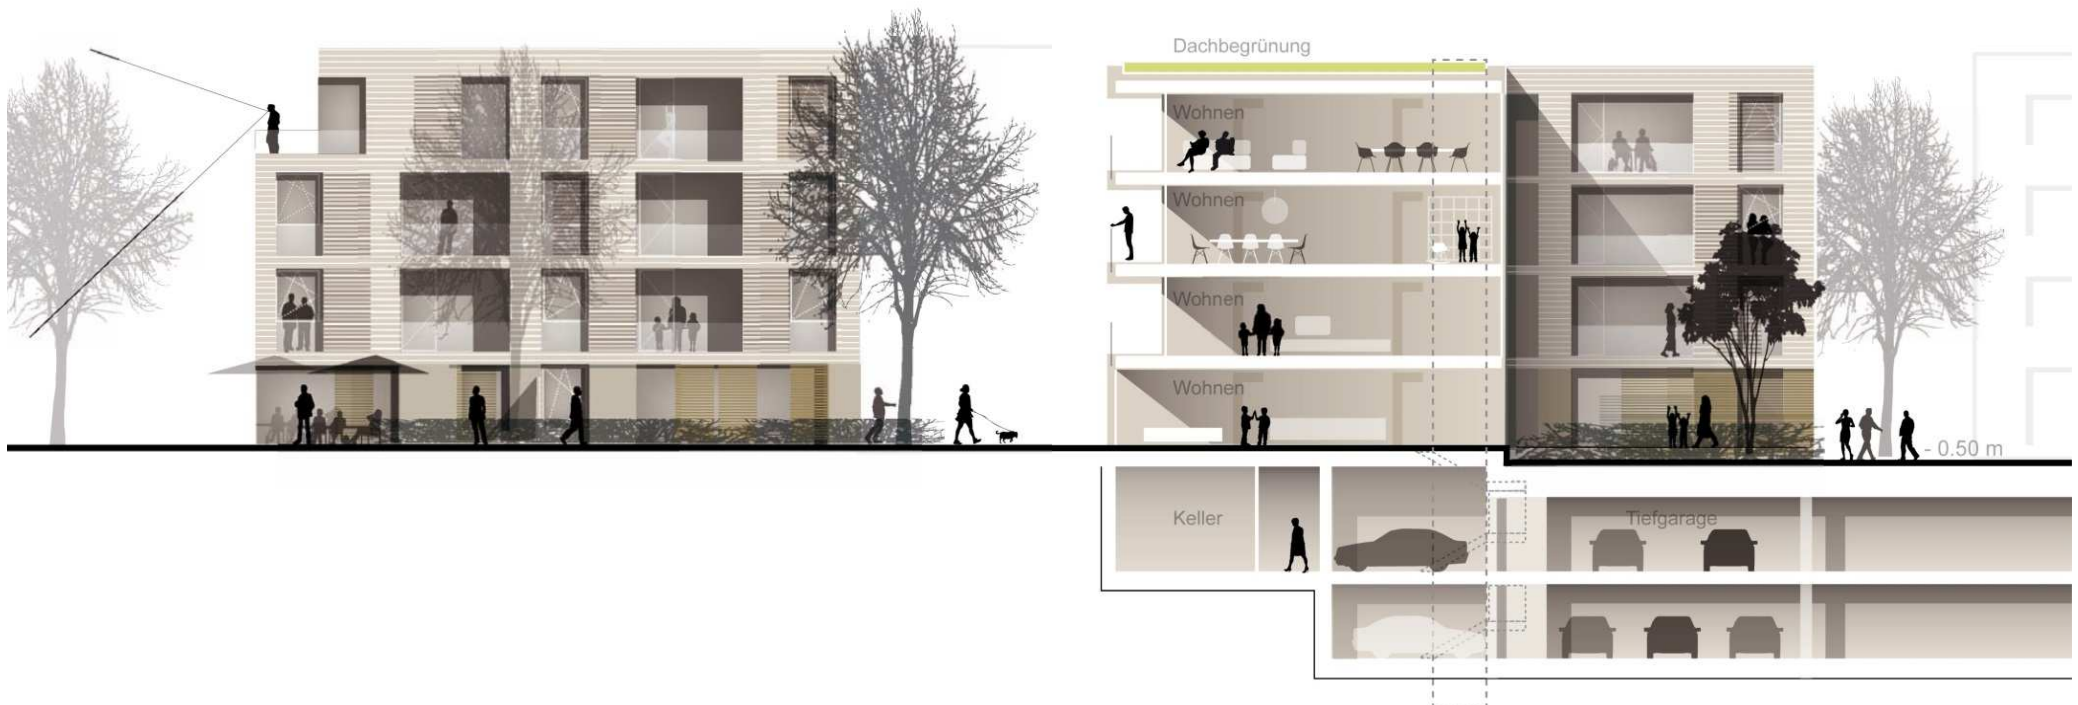 Dachbegrünung
Wohnen
Wohnen
Wohnen
Wohnen
- 0.50 m
Keller
Tiefgarage